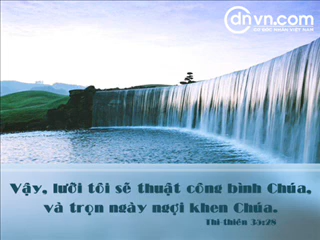 cdnvn.com
Vậy, lưỡi tôi sẽ thuật công bình Chúa,
và trọn ngày ngợi khen Chúa.
Thi-thiên 35:28